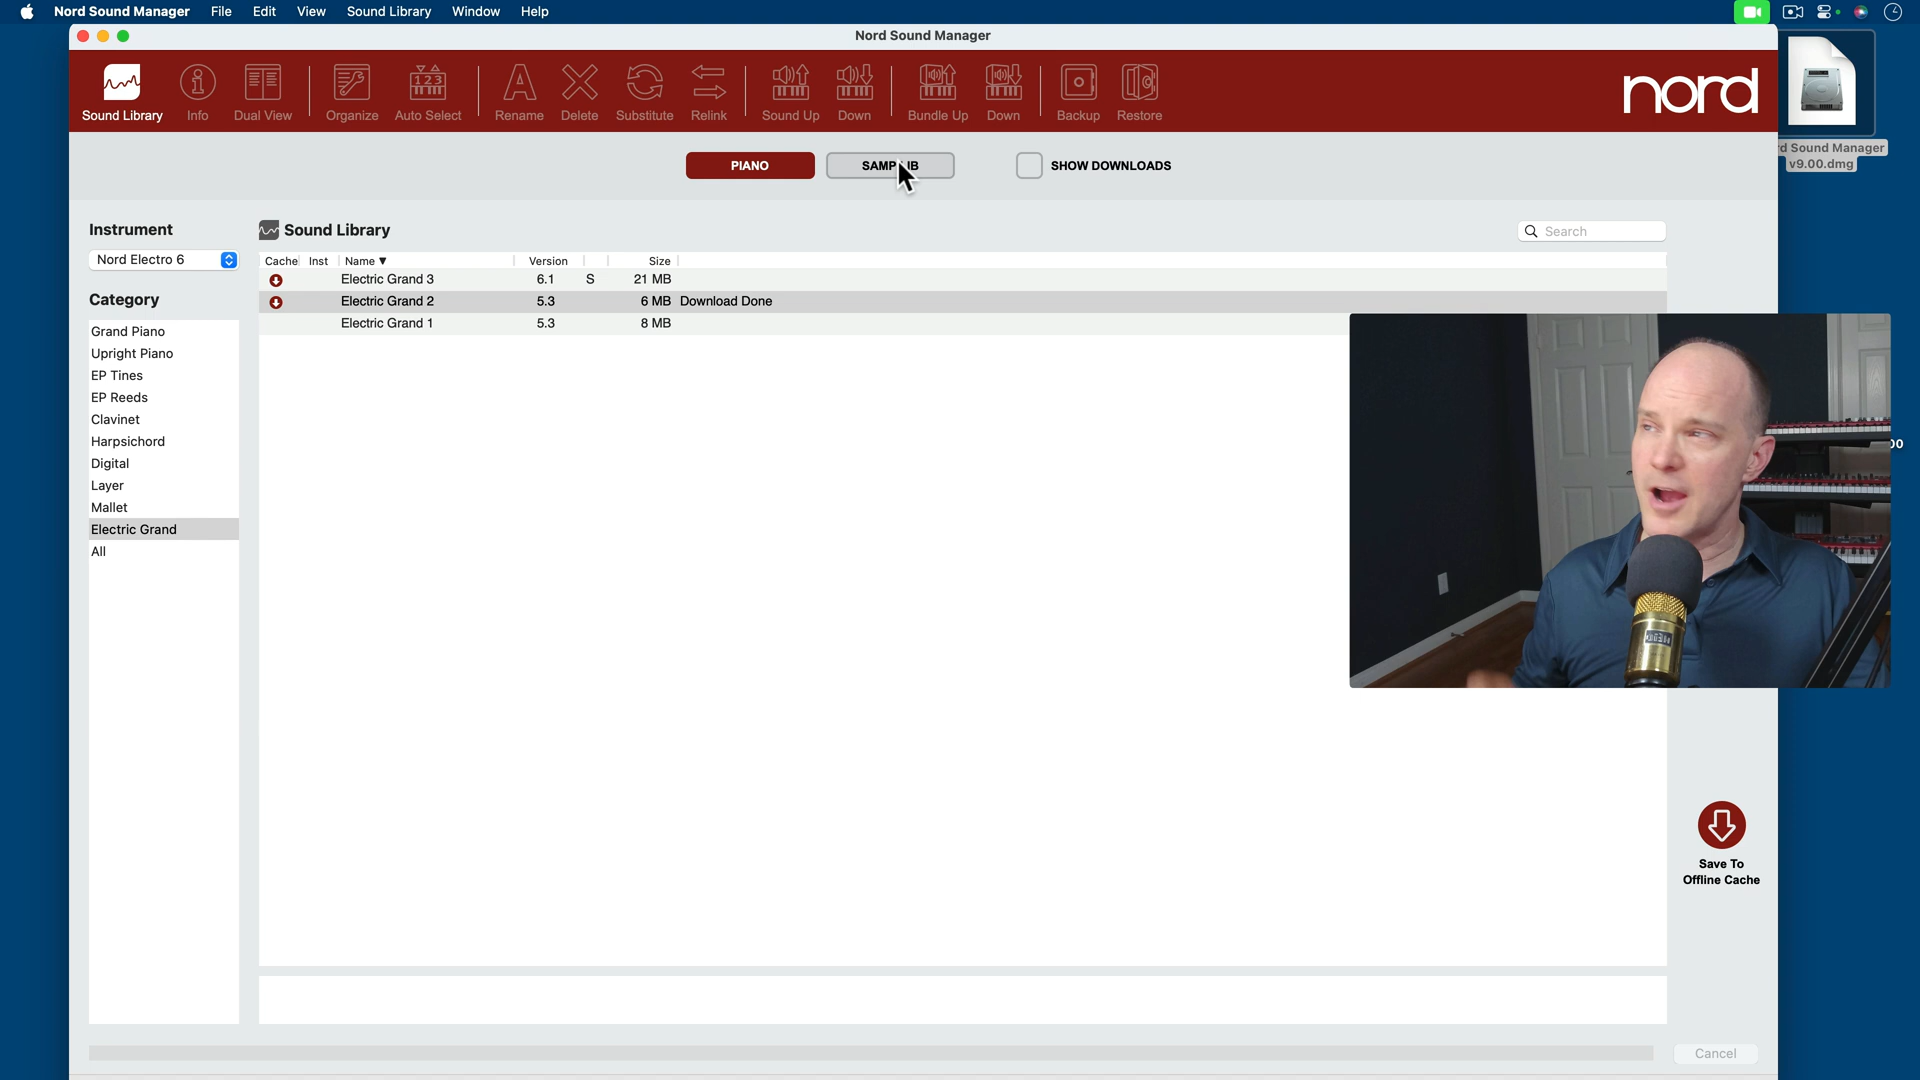 Nord Sound Manager File Edit View Sound Library Window Help
Nord Sound Manager
Sound Library Info Dual View Organize Auto Select Rename Delete Substitute Relink Sound Up Down Bundle Up Down Backup Restore
nord
rd Sound Manager
v9.00.dmg
PIANO
SHOW DOWNLOADS
Instrument
Nord Electro 6
Category
Grand Piano
Upright Piano
EP Tines
EP Reeds
Clavinet
Harpsichord
Digital
Layer
Mallet
Electric Grand
All
Sound Library
Search
Cache Inst Name ▼ Version Size
Electric Grand 3 6.1 S 21 MB
Electric Grand 2 5.3 6 MB Download Done
Electric Grand 1 5.3 8 MB
Save To
Offline Cache
Cancel